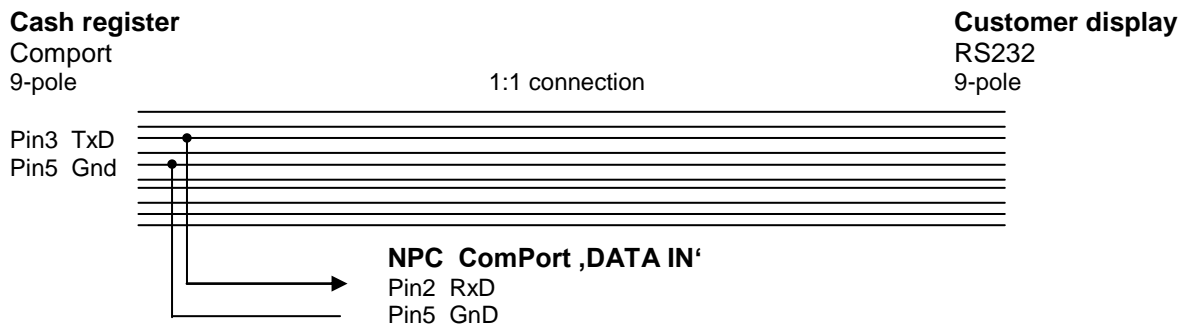 Cash register Customer display
Comport RS232
9-pole 1:1 connection 9-pole
Pin3 TxD
Pin5 Gnd
NPC ComPort ‚DATA IN‘
Pin2 RxD
Pin5 GnD